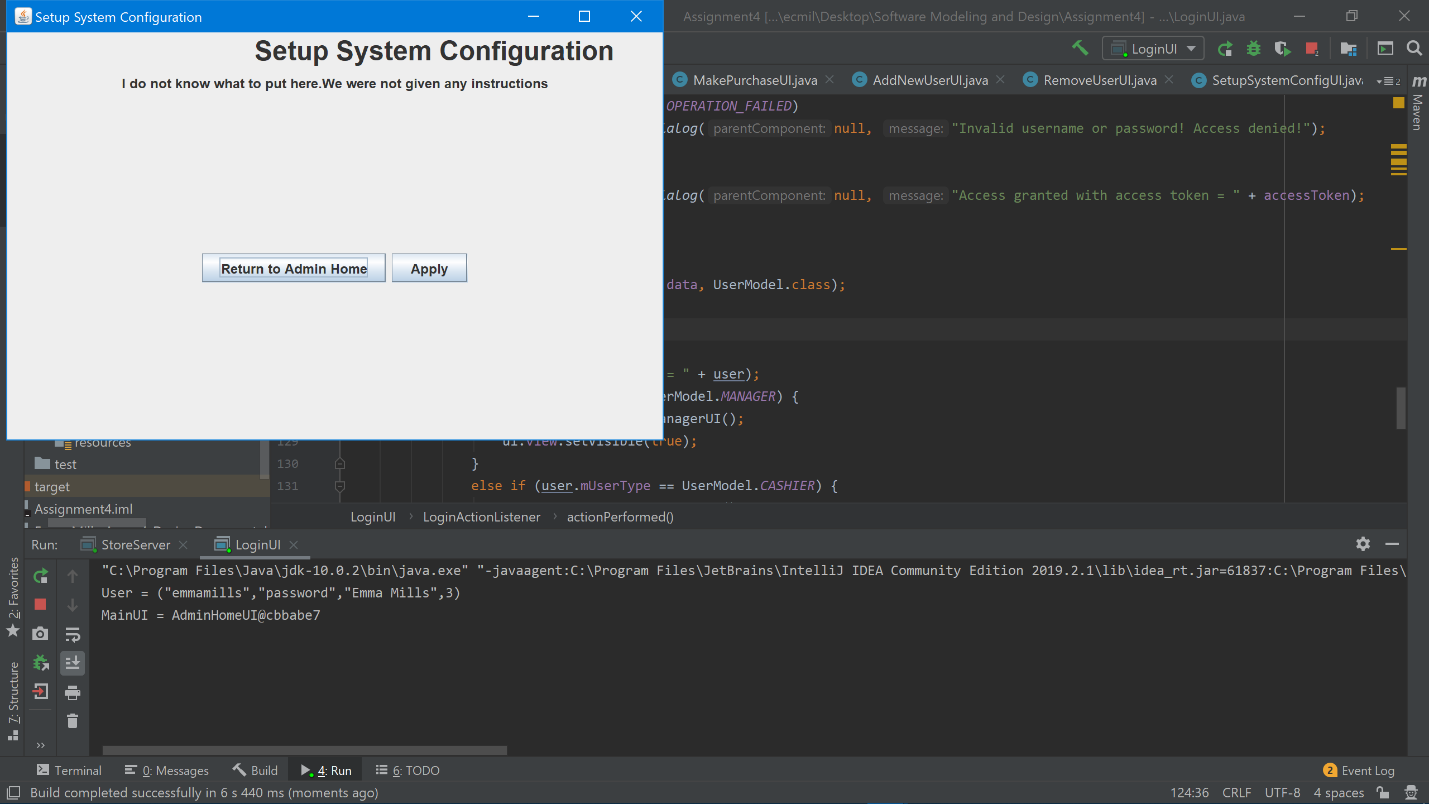 Setup System Configuration
Assignment4 [...\ecmil\Desktop\Software Modeling and Design\Assignment4] - ...\LoginUI.java
Setup System Configuration
I do not know what to put here.We were not given any instructions
Return to Admin Home
Apply
LoginUI
MakePurchaseUI.java
AddNewUserUI.java
RemoveUserUI.java
SetupSystemConfigUI.java
2
m
Maven
OPERATION_FAILED)
alog( parentComponent: null, message: "Invalid username or password! Access denied!");
alog( parentComponent: null, message: "Access granted with access token = " + accessToken);
data, UserModel.class);
= " + user);
erModel.MANAGER) {
nagerUI();
129 ui.view.setVisible(true);
130 }
131 else if (user.mUserType == UserModel.CASHIER) {
resources
test
target
Assignment4.iml
LoginUI › LoginActionListener › actionPerformed()
Run: StoreServer LoginUI
"C:\Program Files\Java\jdk-10.0.2\bin\java.exe" "-javaagent:C:\Program Files\JetBrains\IntelliJ IDEA Community Edition 2019.2.1\lib\idea_rt.jar=61837:C:\Program Files\
User = ("emmamills","password","Emma Mills",3)
MainUI = AdminHomeUI@cbbabe7
2: Favorites
7: Structure
Terminal 0: Messages Build 4: Run 6: TODO
2 Event Log
Build completed successfully in 6 s 440 ms (moments ago)
124:36 CRLF UTF-8 4 spaces